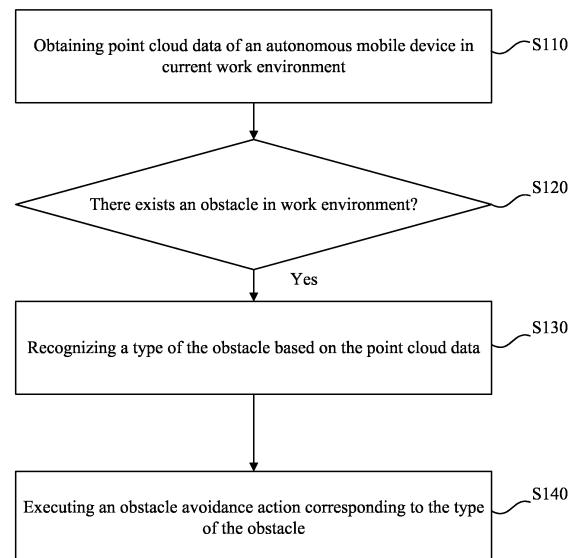 Obtaining point cloud data of an autonomous mobile device in
current work environment
S110
There exists an obstacle in work environment?
S120
Yes
Recognizing a type of the obstacle based on the point cloud data
S130
Executing an obstacle avoidance action corresponding to the type
of the obstacle
S140